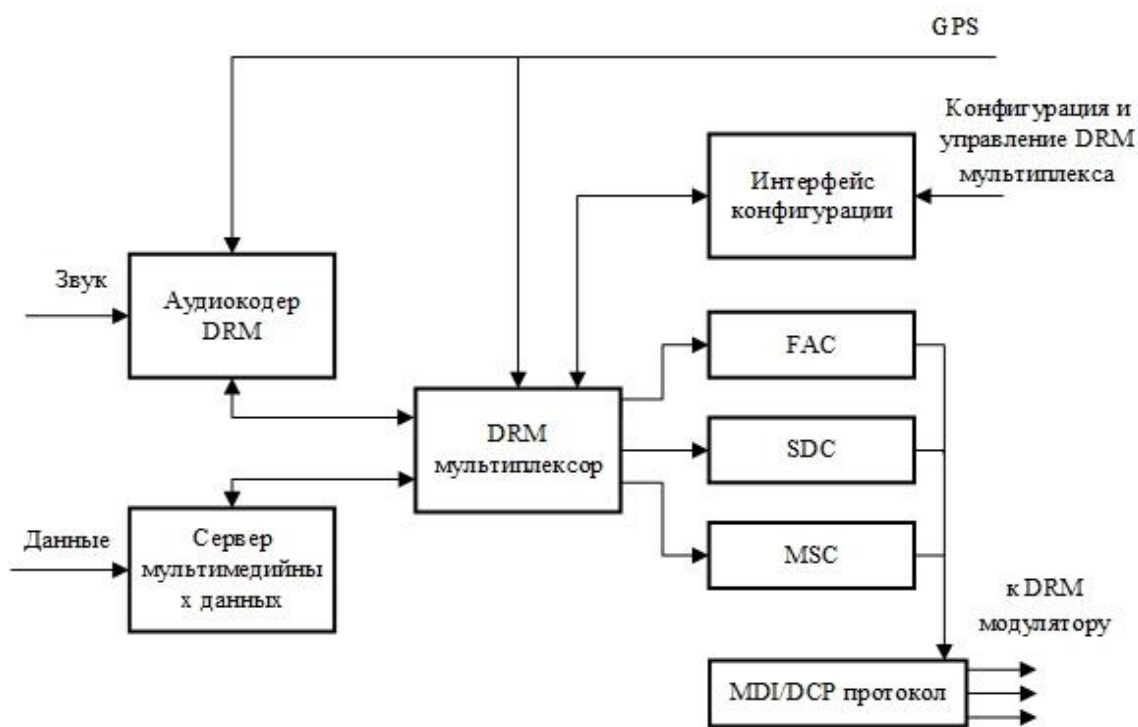 GPS
Конфигурация и
управление DRM
мультиплекса
Интерфейс
конфигурации
Звук
Аудиокодер
DRM
FAC
DRM
мультиплексор
SDC
Данные
Сервер
мультимедийны
х данных
MSC
к DRM
модулятору
MDI/DCP протокол